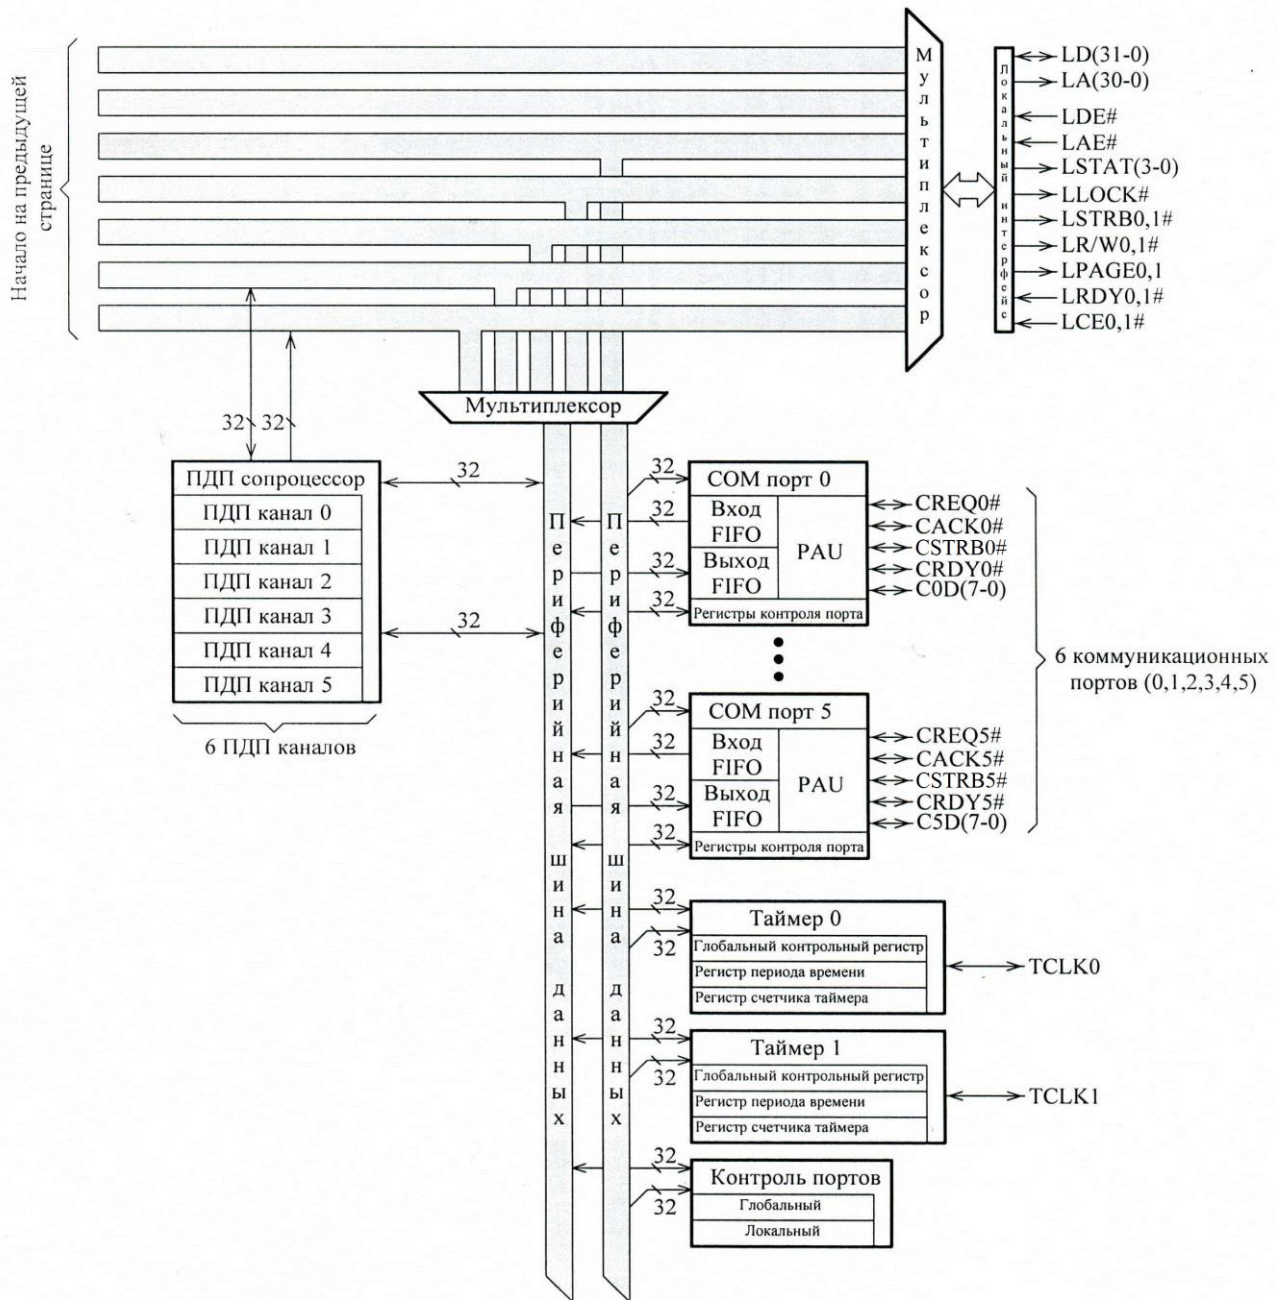 Начало на предыдущей
странице
Мультиплексор
Локальный интерфейс
LD(31-0)
LA(30-0)
LDE#
LAE#
LSTAT(3-0)
LLOCK#
LSTRB0,1#
LR/W0,1#
LPAGE0,1
LRDY0,1#
LCE0,1#
Мультиплексор
32
32
ПДП сопроцессор
ПДП канал 0
ПДП канал 1
ПДП канал 2
ПДП канал 3
ПДП канал 4
ПДП канал 5
6 ПДП каналов
32
32
Периферийная шина данных
Периферийная шина данных
32
32
32
32
COM порт 0
Вход
FIFO
Выход
FIFO
PAU
Регистры контроля порта
CREQ0#
CACK0#
CSTRB0#
CRDY0#
C0D(7-0)
6 коммуникационных
портов (0,1,2,3,4,5)
32
32
32
32
COM порт 5
Вход
FIFO
Выход
FIFO
PAU
Регистры контроля порта
CREQ5#
CACK5#
CSTRB5#
CRDY5#
C5D(7-0)
32
32
Таймер 0
Глобальный контрольный регистр
Регистр периода времени
Регистр счетчика таймера
TCLK0
32
32
Таймер 1
Глобальный контрольный регистр
Регистр периода времени
Регистр счетчика таймера
TCLK1
32
32
Контроль портов
Глобальный
Локальный